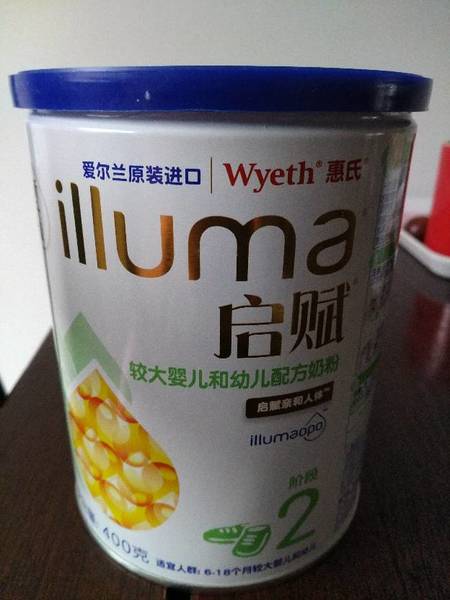 爱尔兰原装进口 Wyeth® 惠氏®
illuma®
启赋®
较大婴儿和幼儿配方奶粉
启赋亲和人体™
illumaopo™
阶段
2
400克
适宜人群: 6-18个月较大婴儿和幼儿